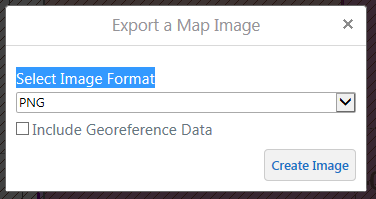 Export a Map Image ×
Select Image Format
PNG
Include Georeference Data
Create Image